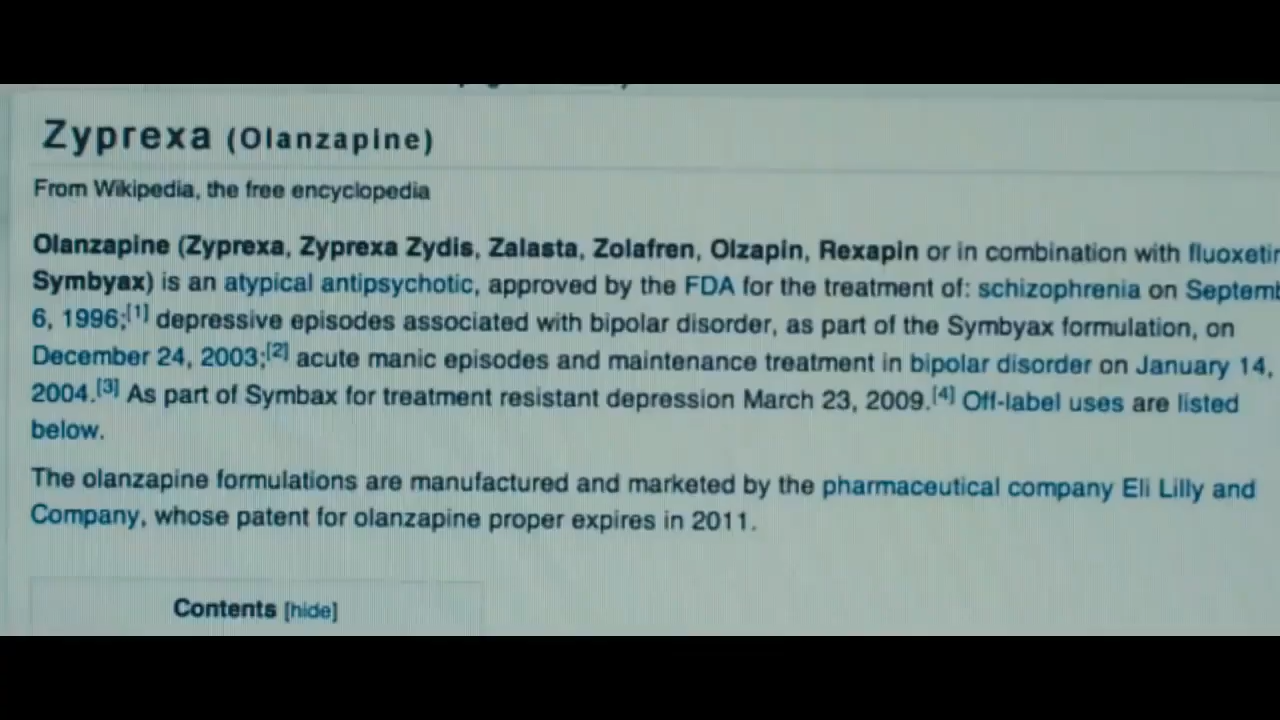 Zyprexa (Olanzapine)
From Wikipedia, the free encyclopedia
Olanzapine (Zyprexa, Zyprexa Zydis, Zalasta, Zolafren, Olzapin, Rexapin or in combination with fluoxetin
Symbyax) is an atypical antipsychotic, approved by the FDA for the treatment of: schizophrenia on Septemb
6, 1996;[1] depressive episodes associated with bipolar disorder, as part of the Symbyax formulation, on
December 24, 2003;[2] acute manic episodes and maintenance treatment in bipolar disorder on January 14,
2004.[3] As part of Symbax for treatment resistant depression March 23, 2009.[4] Off-label uses are listed
below.
The olanzapine formulations are manufactured and marketed by the pharmaceutical company Eli Lilly and
Company, whose patent for olanzapine proper expires in 2011.
Contents [hide]